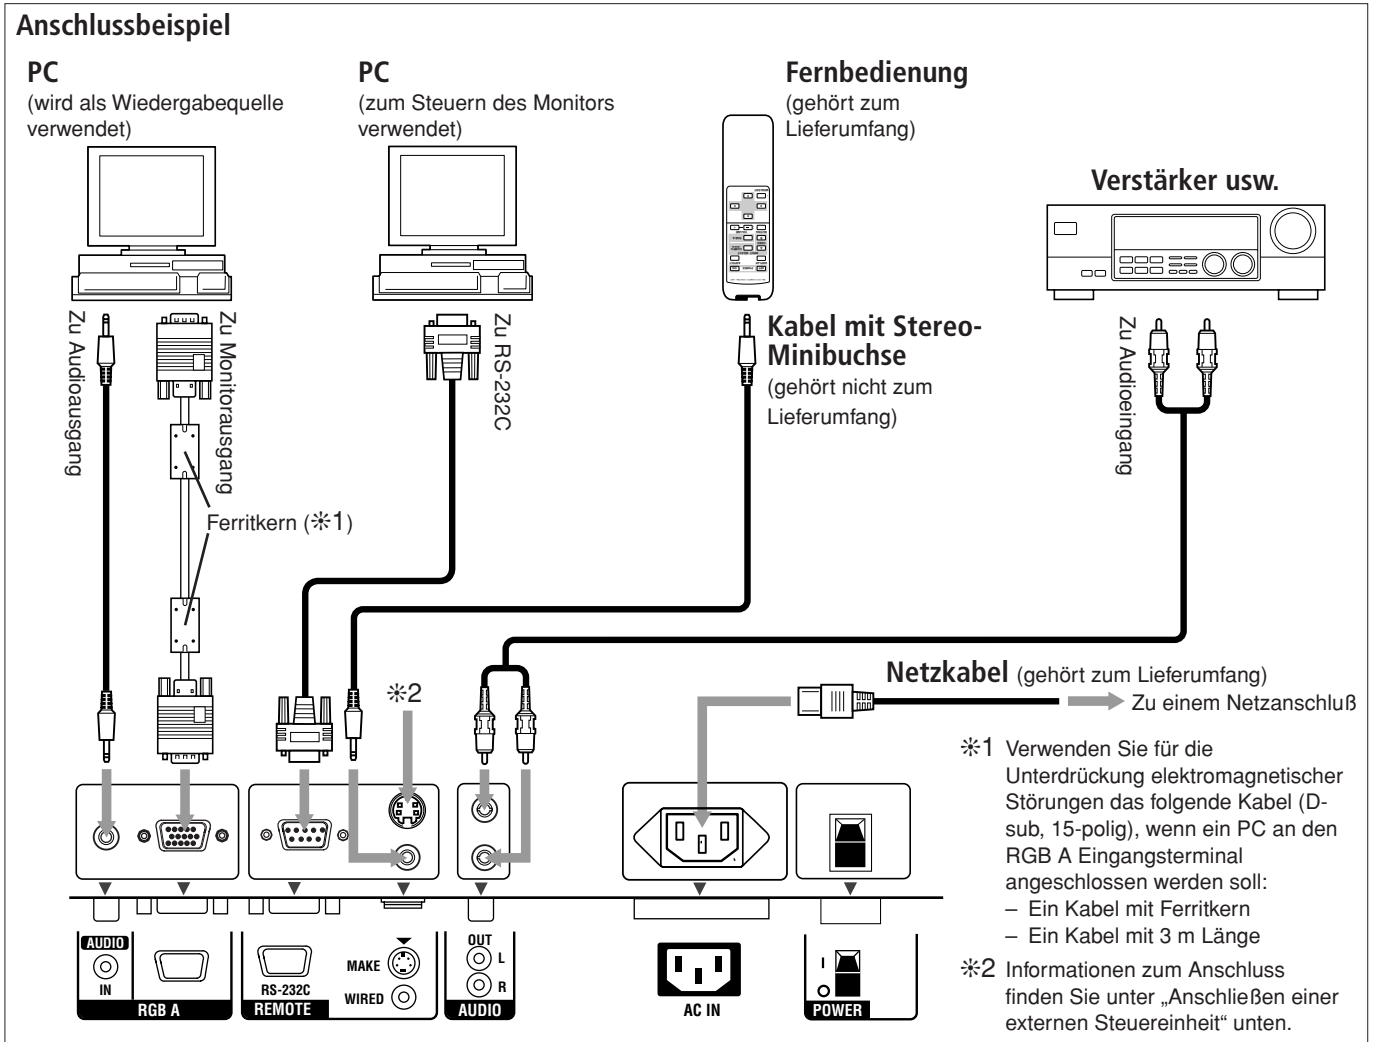 Anschlussbeispiel
PC
(wird als Wiedergabequelle
verwendet)
PC
(zum Steuern des Monitors
verwendet)
Fernbedienung
(gehört zum
Lieferumfang)
Verstärker usw.
Zu Audioausgang
Zu Monitorausgang
Zu RS-232C
Kabel mit Stereo-
Minibuchse
(gehört nicht zum
Lieferumfang)
Zu Audioeingang
Ferritkern (※1)
※2
Netzkabel (gehört zum Lieferumfang)
Zu einem Netzanschluß
※1 Verwenden Sie für die
Unterdrückung elektromagnetischer
Störungen das folgende Kabel (D-
sub, 15-polig), wenn ein PC an den
RGB A Eingangsterminal
angeschlossen werden soll:
– Ein Kabel mit Ferritkern
– Ein Kabel mit 3 m Länge
※2 Informationen zum Anschluss
finden Sie unter „Anschließen einer
externen Steuereinheit“ unten.
AUDIO
IN
RGB A
RS-232C
REMOTE
MAKE
WIRED
OUT
L
R
AUDIO
AC IN
I
POWER